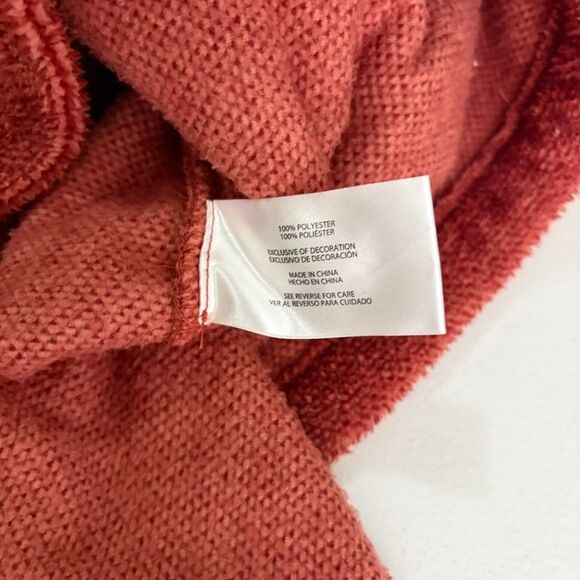 100% POLYESTER
100% POLIÉSTER
EXCLUSIVE OF DECORATION
EXCLUSIVO DE DECORACIÓN
MADE IN CHINA
HECHO EN CHINA
SEE REVERSE FOR CARE
VER AL REVERSO PARA CUIDADO